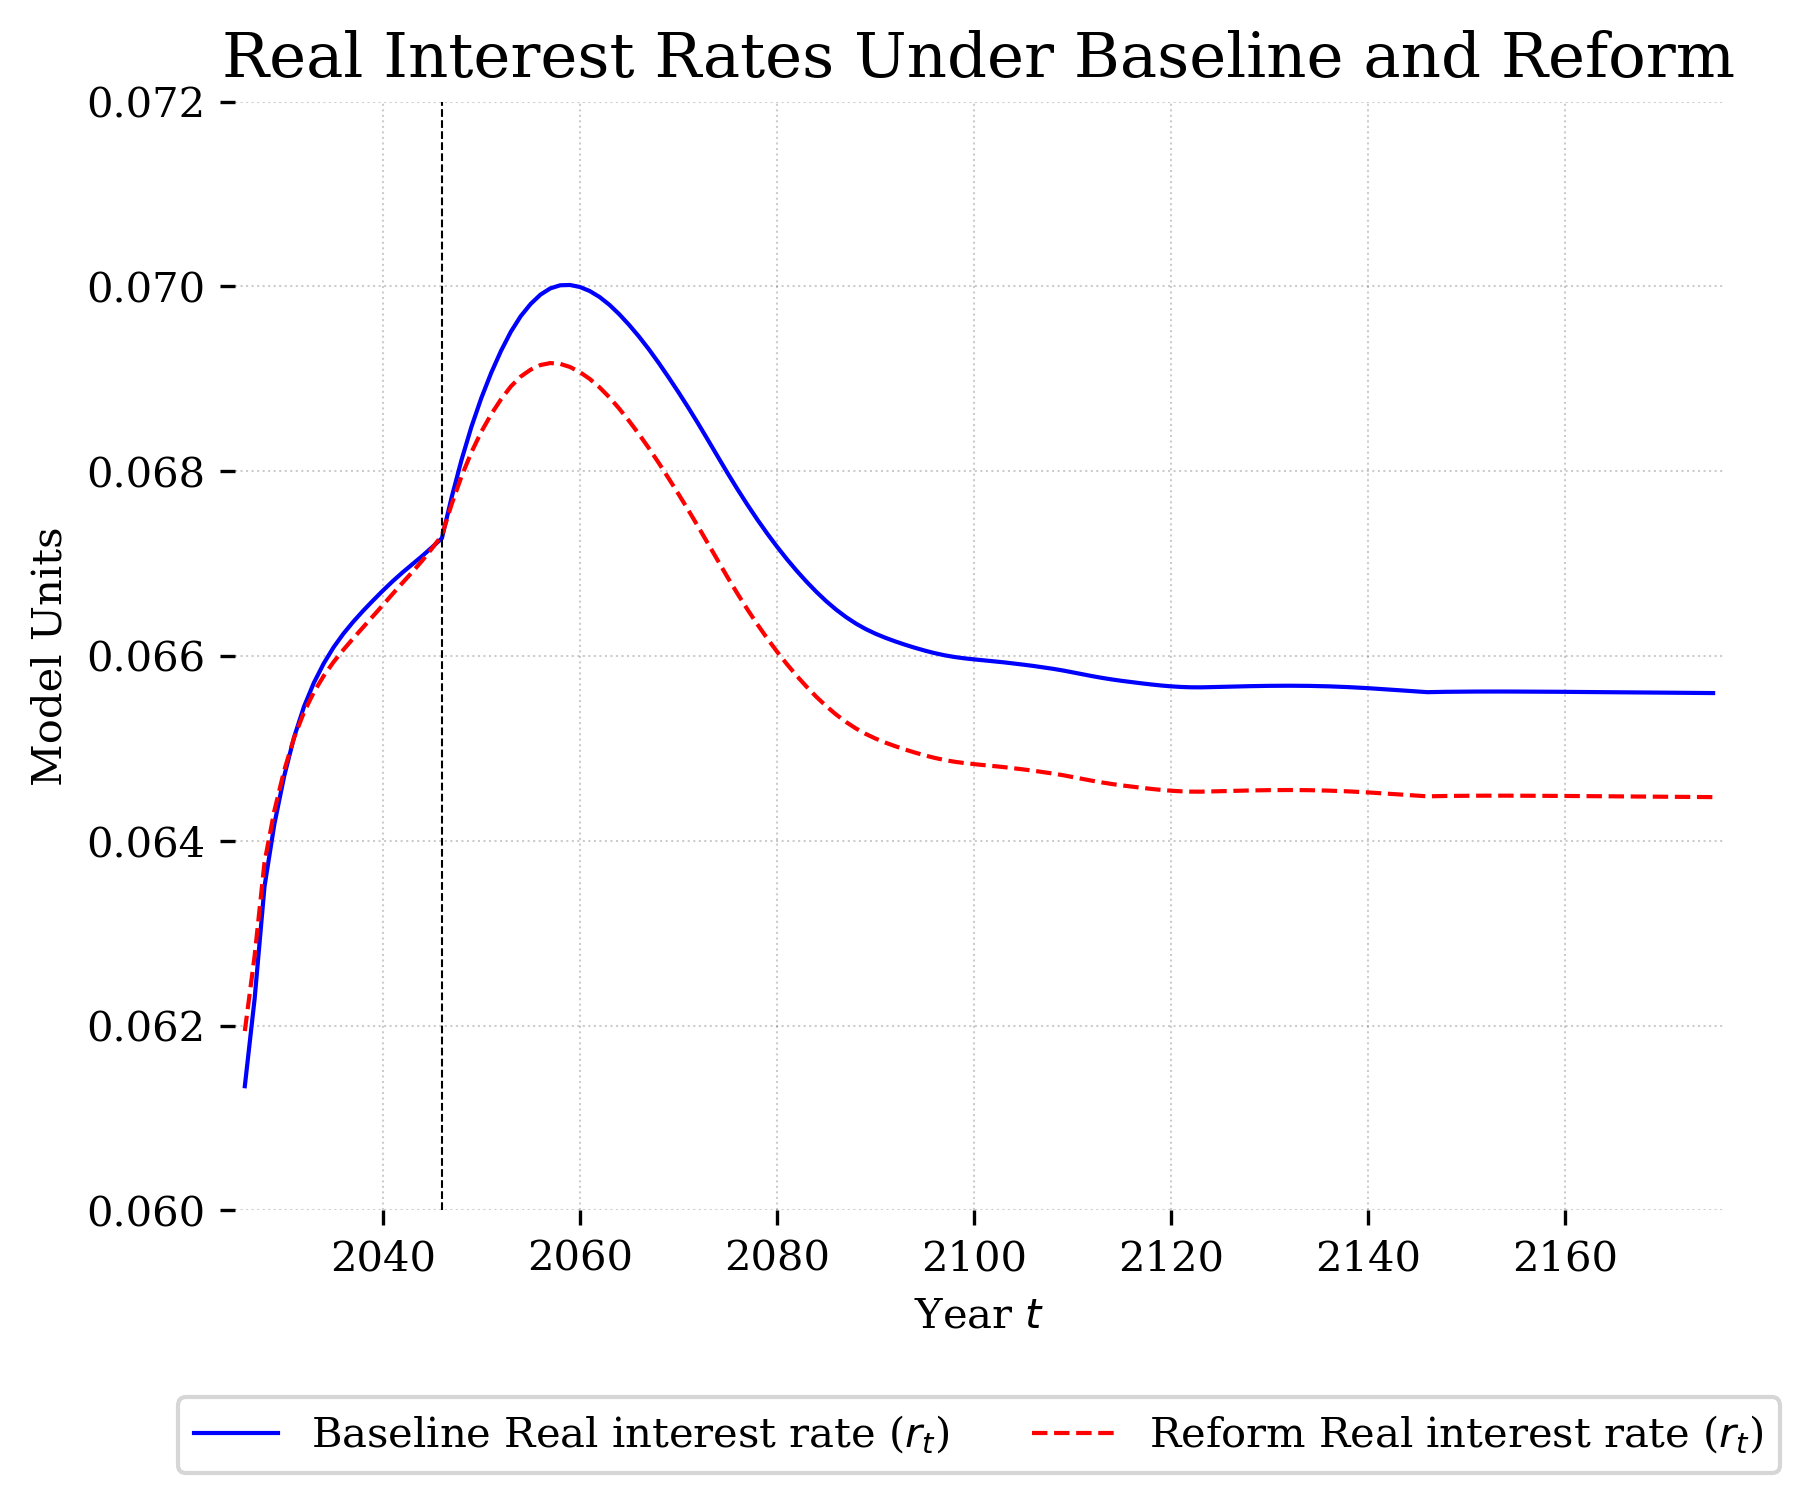 Real Interest Rates Under Baseline and Reform
0.072
0.070
0.068
0.066
0.064
0.062
0.060
Model Units
2040 2060 2080 2100 2120 2140 2160
Year t
Baseline Real interest rate (r_t) Reform Real interest rate (r_t)